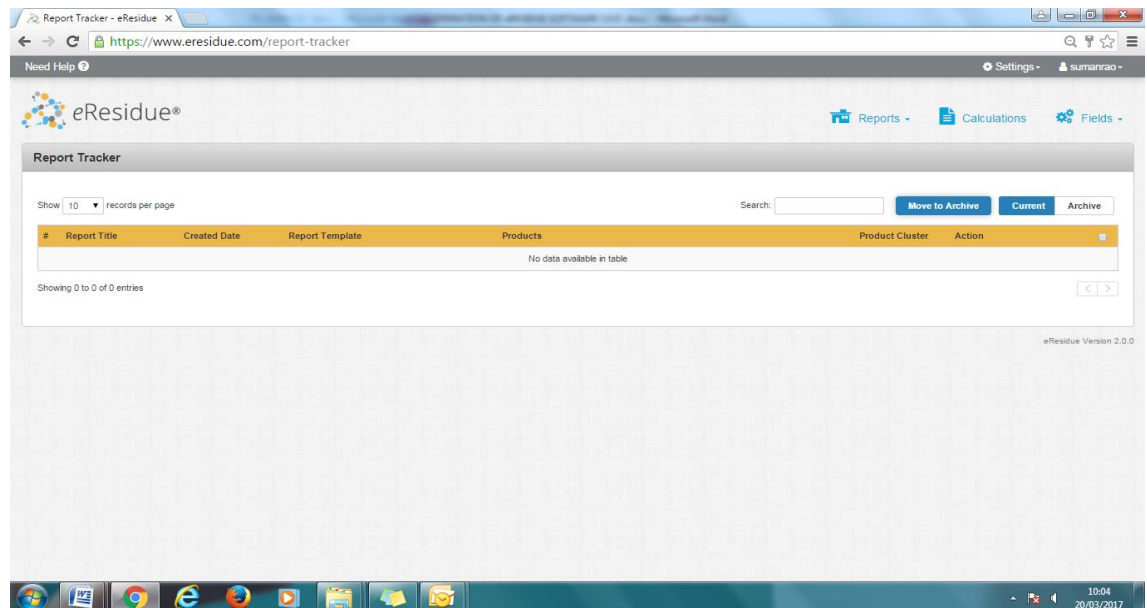 Report Tracker - eResidue
https://www.eresidue.com/report-tracker
Need Help ?
Settings
sumanrao
eResidue®
Reports
Calculations
Fields
Report Tracker
Show 10 records per page
Search:
Move to Archive
Current
Archive
# Report Title Created Date Report Template Products Product Cluster Action
No data available in table
Showing 0 to 0 of 0 entries
< >
eResidue Version 2.0.0
10:04
20/03/2017